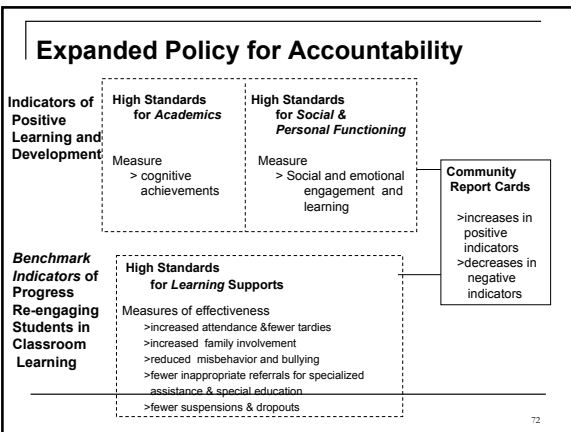 Expanded Policy for Accountability
Indicators of
Positive
Learning and
Development
High Standards
for Academics
Measure
> cognitive
achievements
High Standards
for Social &
Personal Functioning
Measure
> Social and emotional
engagement and
learning
Community
Report Cards
>increases in
positive
indicators
>decreases in
negative
indicators
Benchmark
Indicators of
Progress
Re-engaging
Students in
Classroom
Learning
High Standards
for Learning Supports
Measures of effectiveness
>increased attendance &fewer tardies
>increased family involvement
>reduced misbehavior and bullying
>fewer inappropriate referrals for specialized
assistance & special education
>fewer suspensions & dropouts
72